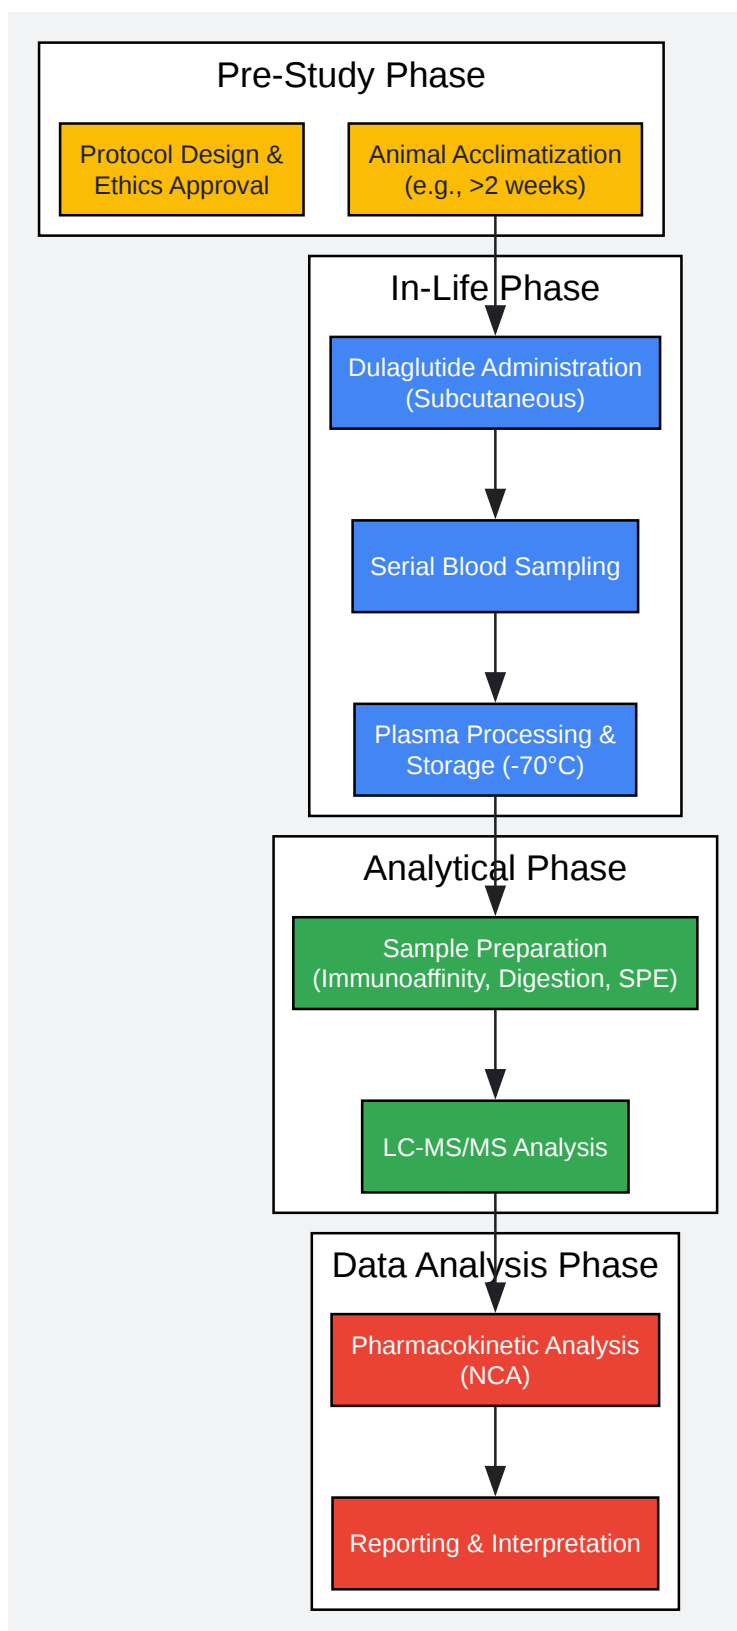 Pre-Study Phase
Protocol Design &
Ethics Approval
Animal Acclimatization
(e.g., >2 weeks)
In-Life Phase
Dulaglutide Administration
(Subcutaneous)
Serial Blood Sampling
Plasma Processing &
Storage (-70°C)
Analytical Phase
Sample Preparation
(Immunoaffinity, Digestion, SPE)
LC-MS/MS Analysis
Data Analysis Phase
Pharmacokinetic Analysis
(NCA)
Reporting & Interpretation